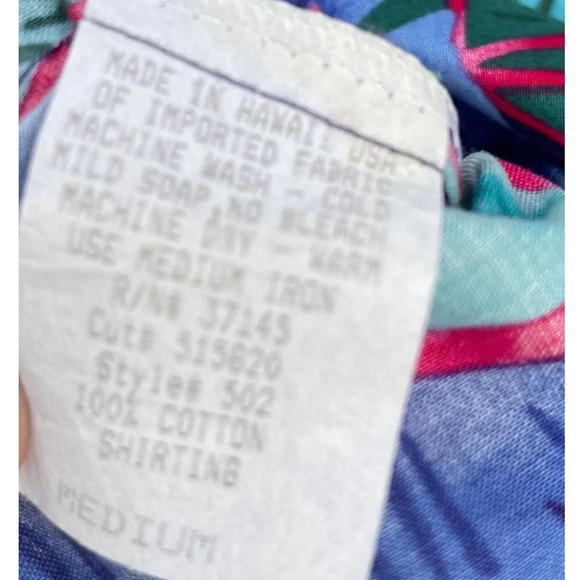 MADE IN HAWAII USA
OF IMPORTED FABRIC
MACHINE WASH - COLD
MILD SOAP,NO BLEACH
MACHINE DRY - WARM
USE MEDIUM IRON
R/N# 37145
Cut# 515620
Style# 502
100% COTTON
SHIRTING
MEDIUM